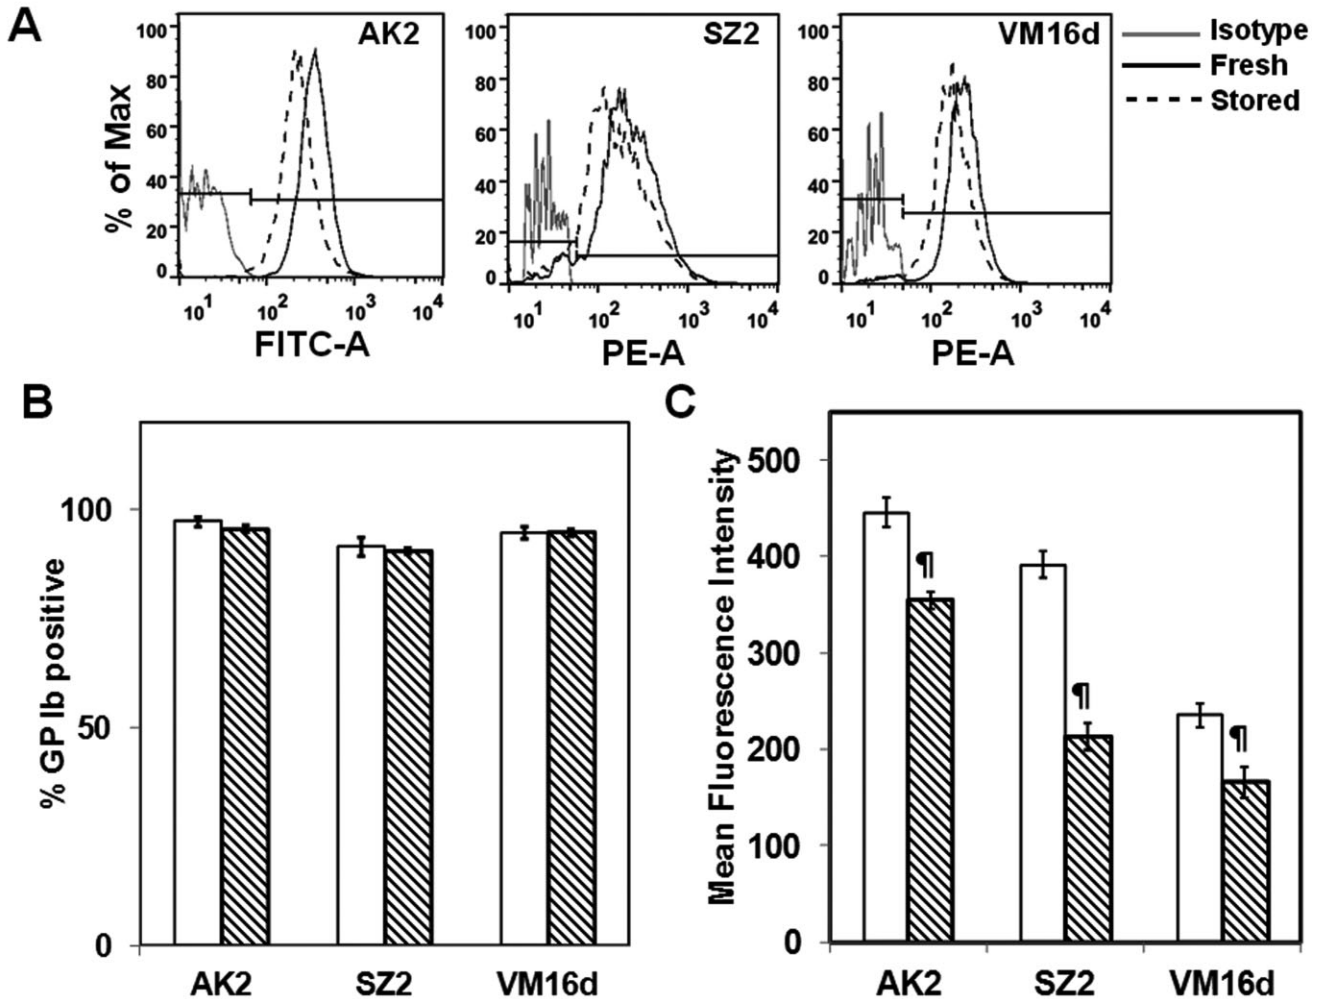 A
AK2
SZ2
VM16d
Isotype
Fresh
Stored
% of Max
100
80
60
40
20
0
100
80
60
40
20
0
100
80
60
40
20
0
10¹ 10² 10³ 10⁴
10¹ 10² 10³ 10⁴
10¹ 10² 10³ 10⁴
FITC-A
PE-A
PE-A
B
% GP Ib positive
100
50
0
AK2 SZ2 VM16d
C
Mean Fluorescence Intensity
500
400
300
200
100
0
¶
¶
¶
AK2 SZ2 VM16d